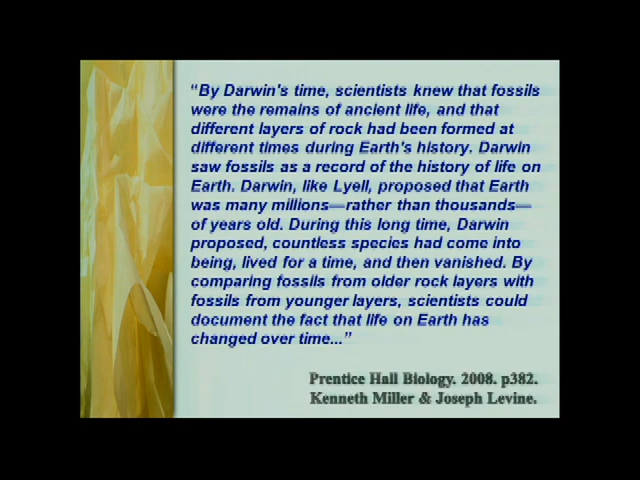 “By Darwin's time, scientists knew that fossils
were the remains of ancient life, and that
different layers of rock had been formed at
different times during Earth's history. Darwin
saw fossils as a record of the history of life on
Earth. Darwin, like Lyell, proposed that Earth
was many millions—rather than thousands—
of years old. During this long time, Darwin
proposed, countless species had come into
being, lived for a time, and then vanished. By
comparing fossils from older rock layers with
fossils from younger layers, scientists could
document the fact that life on Earth has
changed over time...”
Prentice Hall Biology. 2008. p382.
Kenneth Miller & Joseph Levine.